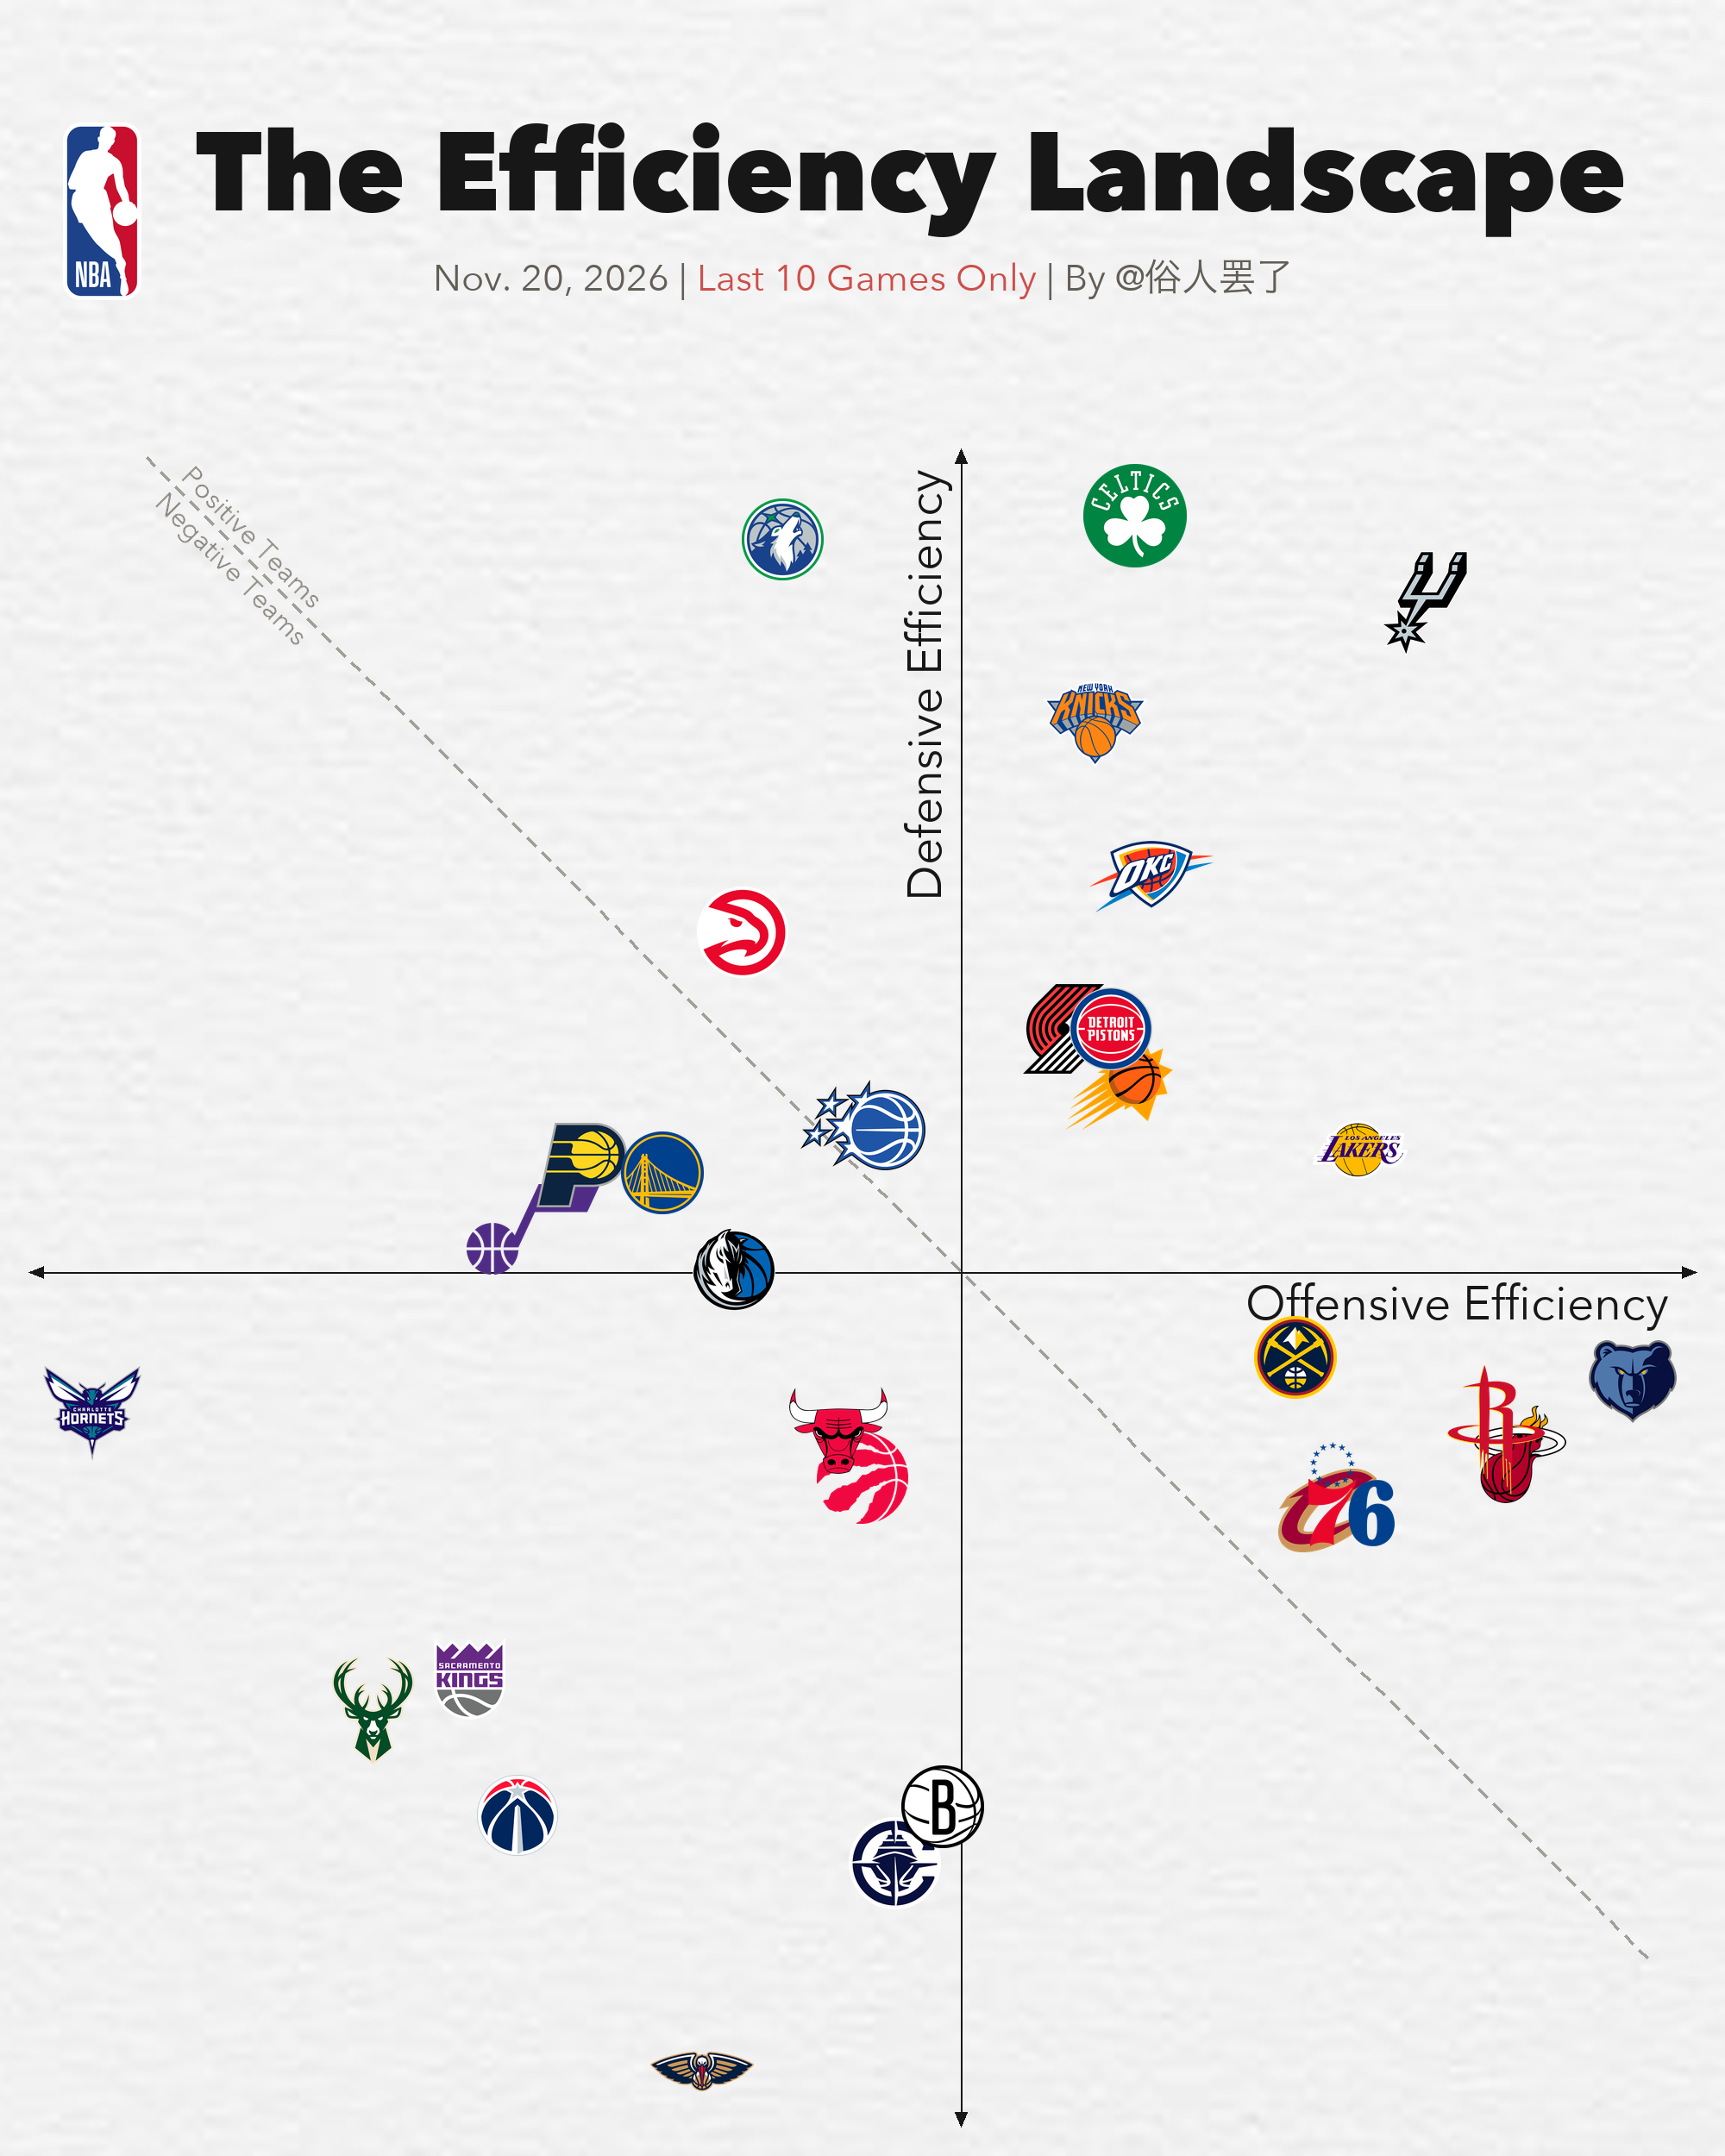 The Efficiency Landscape
NBA
Nov. 20, 2026 | Last 10 Games Only | By @俗人罢了
Positive Teams
Negative Teams
Defensive Efficiency
CELTICS
NEW YORK
KNICKS
OKC
DETROIT
PISTONS
LOS ANGELES
LAKERS
Offensive Efficiency
CHARLOTTE
HORNETS
R
76
SACRAMENTO
KINGS
B
C